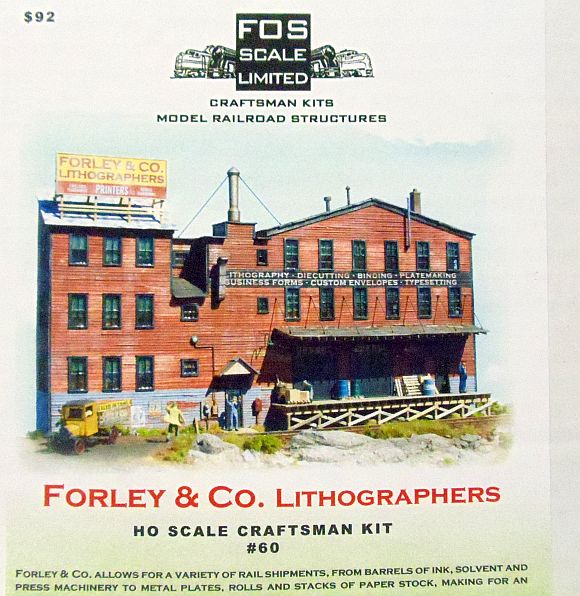 $92
FOS
SCALE
LIMITED
CRAFTSMAN KITS
MODEL RAILROAD STRUCTURES
FORLEY & CO.
LITHOGRAPHERS
PRINTERS
LITHOGRAPHY · DIECUTTING · BINDING · PLATEMAKING
BUSINESS FORMS · CUSTOM ENVELOPES · TYPESETTING
FORLEY & CO. LITHOGRAPHERS
HO SCALE CRAFTSMAN KIT
#60
FORLEY & CO. ALLOWS FOR A VARIETY OF RAIL SHIPMENTS, FROM BARRELS OF INK, SOLVENT AND
PRESS MACHINERY TO METAL PLATES, ROLLS AND STACKS OF PAPER STOCK, MAKING FOR AN